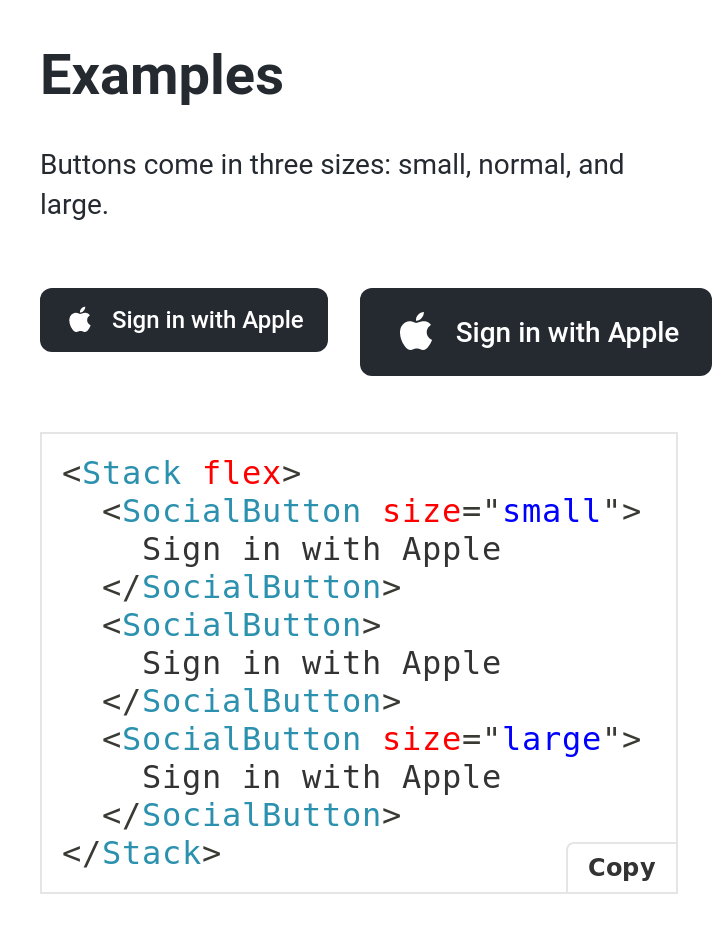 Examples
Buttons come in three sizes: small, normal, and
large.
Sign in with Apple
Sign in with Apple
<Stack flex>
  <SocialButton size="small">
    Sign in with Apple
  </SocialButton>
  <SocialButton>
    Sign in with Apple
  </SocialButton>
  <SocialButton size="large">
    Sign in with Apple
  </SocialButton>
</Stack>
Copy